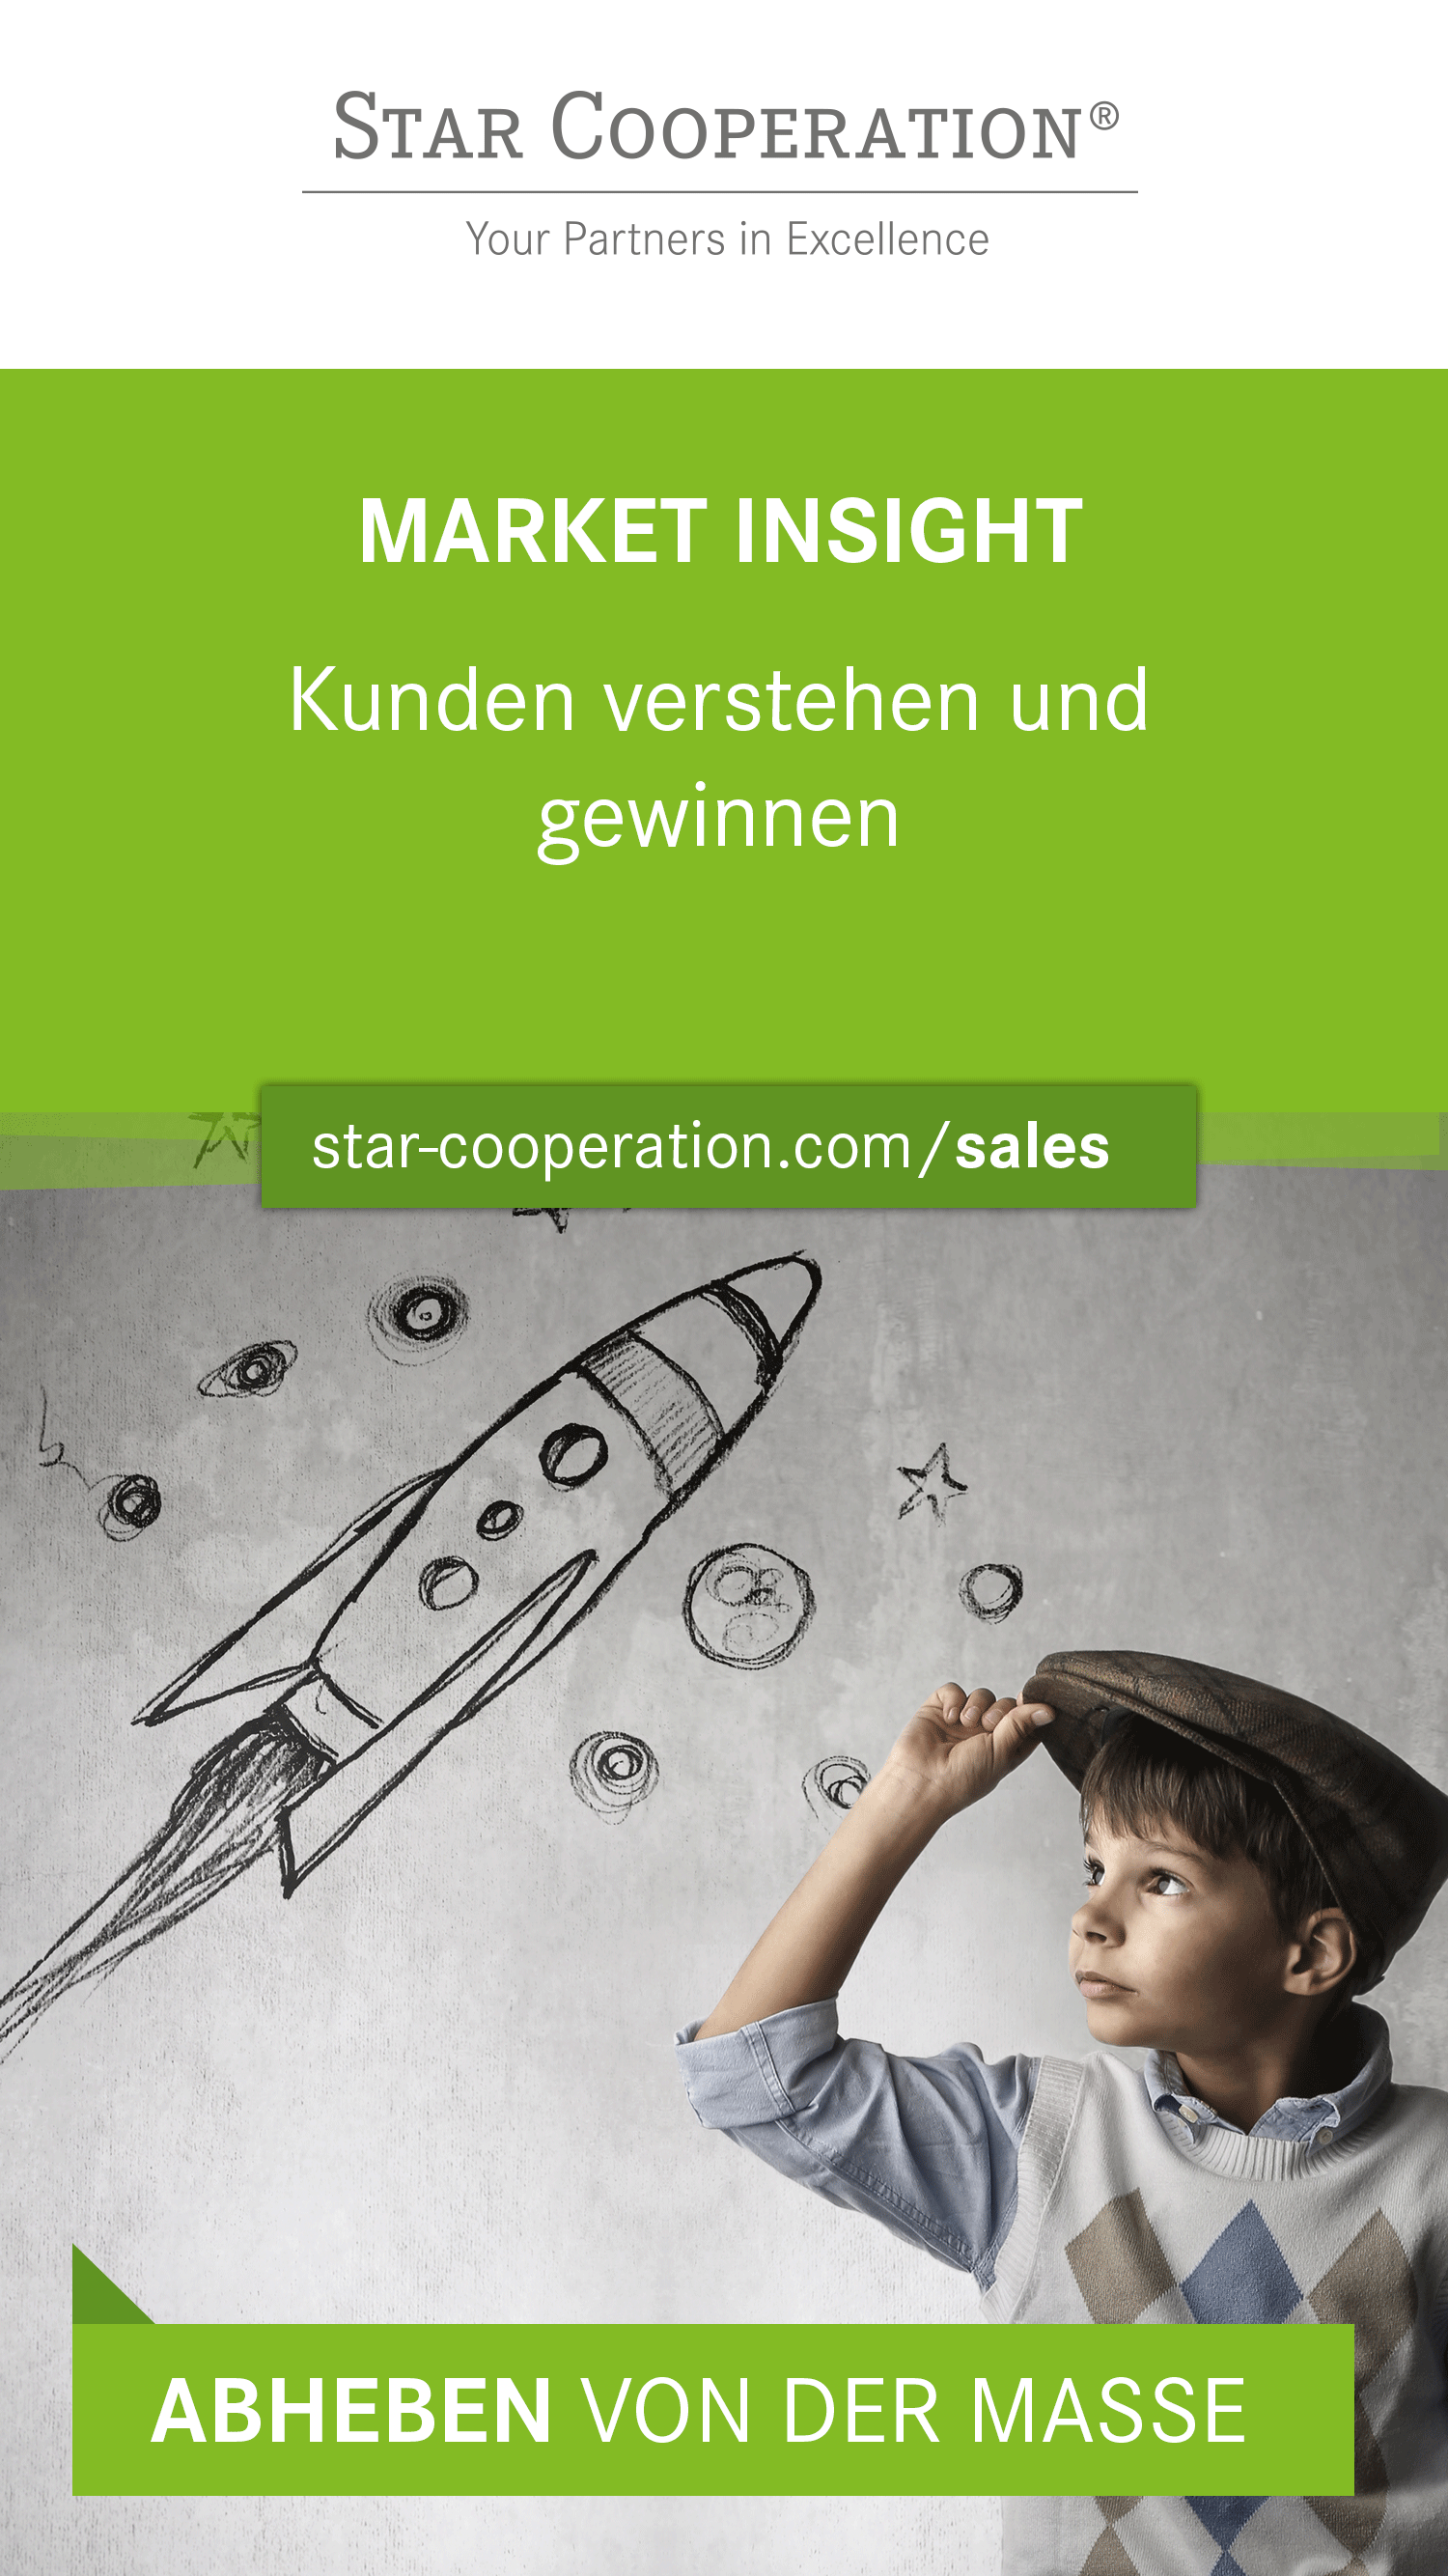 STAR COOPERATION®
Your Partners in Excellence
MARKET INSIGHT
Kunden verstehen und
gewinnen
star-cooperation.com/sales
ABHEBEN VON DER MASSE